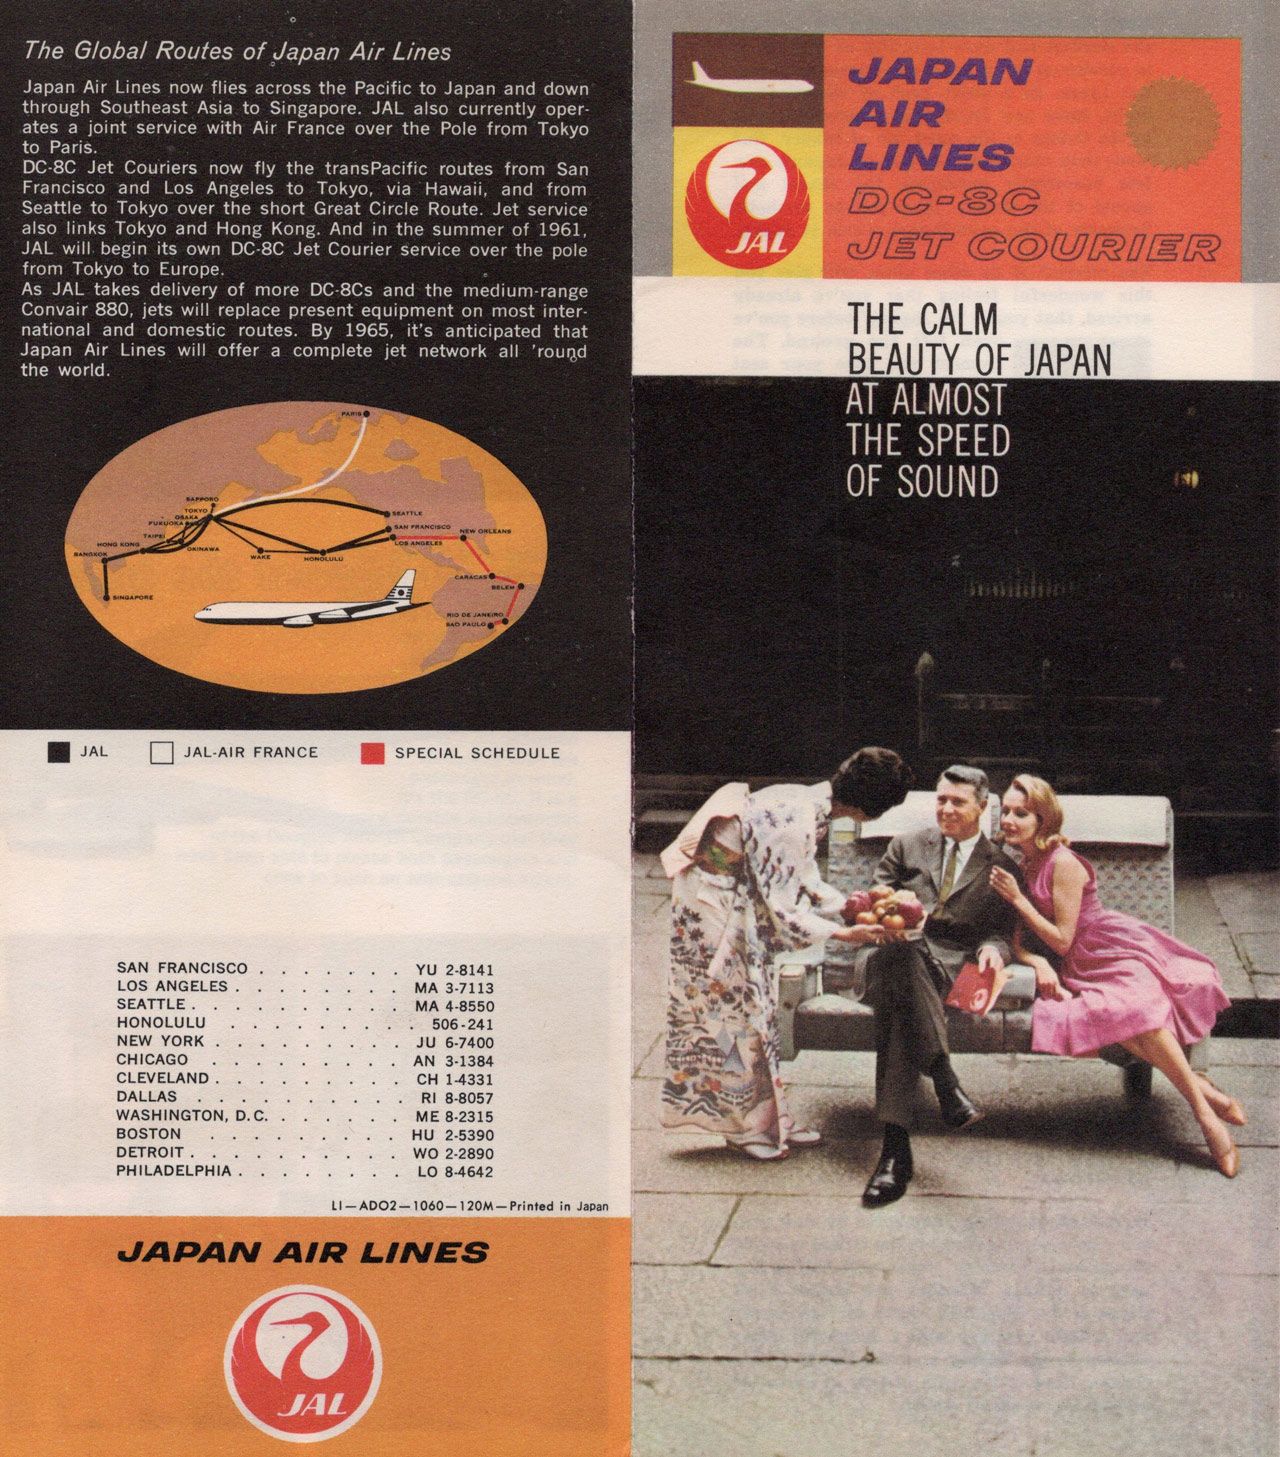 The Global Routes of Japan Air Lines
Japan Air Lines now flies across the Pacific to Japan and down
through Southeast Asia to Singapore. JAL also currently oper-
ates a joint service with Air France over the Pole from Tokyo
to Paris.
DC-8C Jet Couriers now fly the transPacific routes from San
Francisco and Los Angeles to Tokyo, via Hawaii, and from
Seattle to Tokyo over the short Great Circle Route. Jet service
also links Tokyo and Hong Kong. And in the summer of 1961,
JAL will begin its own DC-8C Jet Courier service over the pole
from Tokyo to Europe.
As JAL takes delivery of more DC-8Cs and the medium-range
Convair 880, jets will replace present equipment on most inter-
national and domestic routes. By 1965, it's anticipated that
Japan Air Lines will offer a complete jet network all 'round
the world.
PARIS
SAPPORO
TOKYO
OSAKA
FUKUOKA
TAIPEI
HONG KONG
OKINAWA
BANGKOK
SINGAPORE
WAKE
HONOLULU
SEATTLE
SAN FRANCISCO
LOS ANGELES
NEW ORLEANS
CARACAS
BELEM
RIO DE JANEIRO
SAO PAULO
JAL JAL-AIR FRANCE SPECIAL SCHEDULE
SAN FRANCISCO . . . . . . . YU 2-8141
LOS ANGELES . . . . . . . . MA 3-7113
SEATTLE . . . . . . . . . . MA 4-8550
HONOLULU . . . . . . . . . 506-241
NEW YORK . . . . . . . . . JU 6-7400
CHICAGO . . . . . . . . . AN 3-1384
CLEVELAND . . . . . . . . . CH 1-4331
DALLAS . . . . . . . . . . RI 8-8057
WASHINGTON, D.C. . . . . . . ME 8-2315
BOSTON . . . . . . . . . HU 2-5390
DETROIT . . . . . . . . . . WO 2-2890
PHILADELPHIA . . . . . . . . LO 8-4642
LI—ADO2—1060—120M—Printed in Japan
JAPAN AIR LINES
JAL
JAPAN
AIR
LINES
DC-8C
JET COURIER
JAL
THE CALM
BEAUTY OF JAPAN
AT ALMOST
THE SPEED
OF SOUND